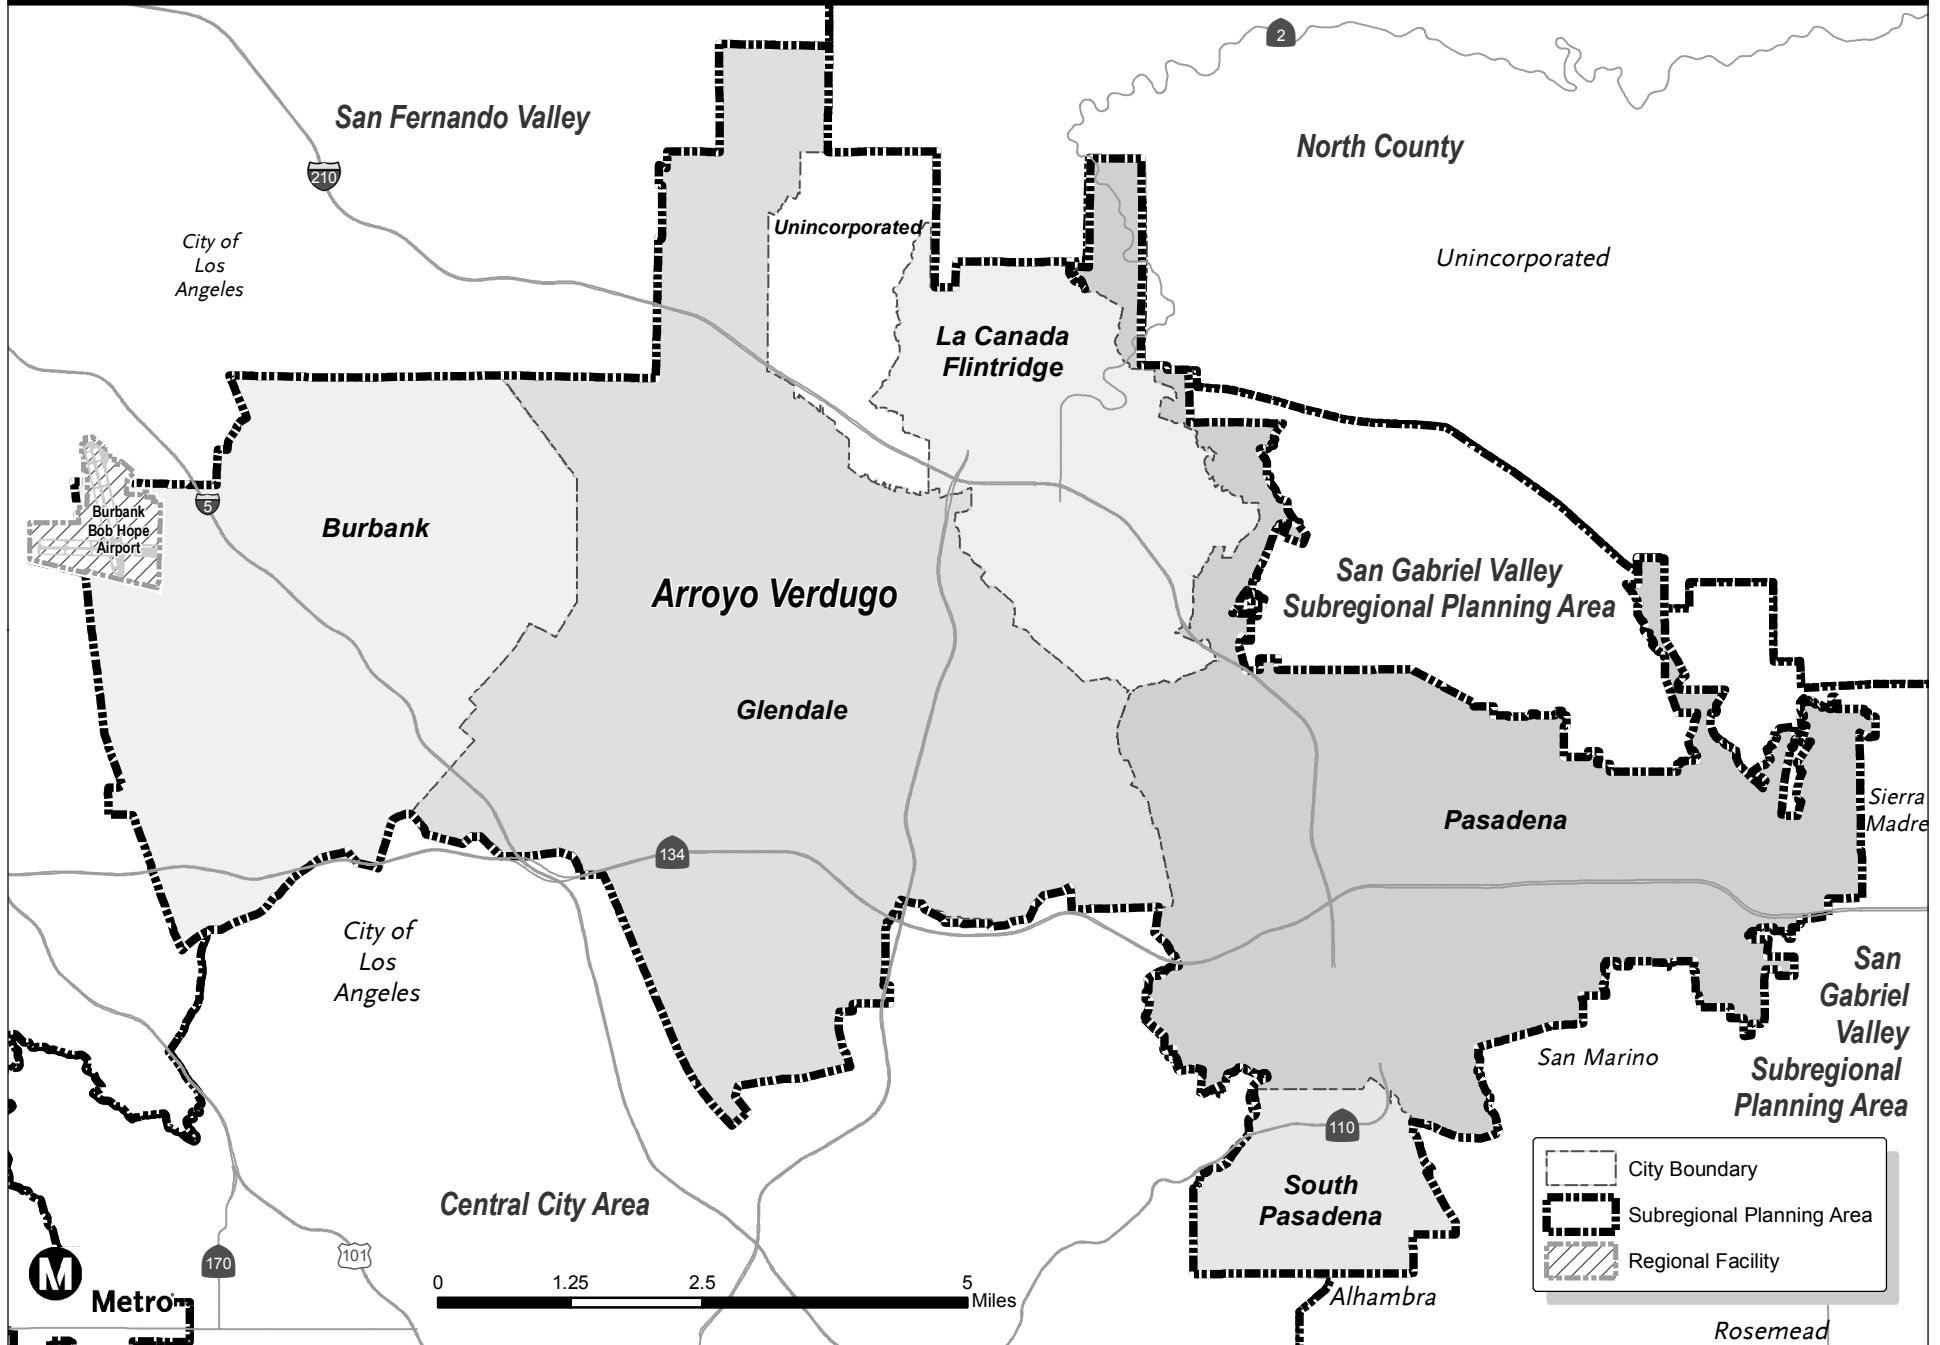 2
San Fernando Valley
North County
210
Unincorporated
City of
Los
Angeles
Unincorporated
La Canada
Flintridge
5
Burbank
Bob Hope
Airport
Burbank
Arroyo Verdugo
San Gabriel Valley
Subregional Planning Area
Glendale
Pasadena
Sierra
Madre
134
City of
Los
Angeles
San
Gabriel
Valley
Subregional
Planning Area
San Marino
110
South
Pasadena
Central City Area
170
101
M
Metro
0 1.25 2.5 5
Miles
Alhambra
Rosemead
City Boundary
Subregional Planning Area
Regional Facility